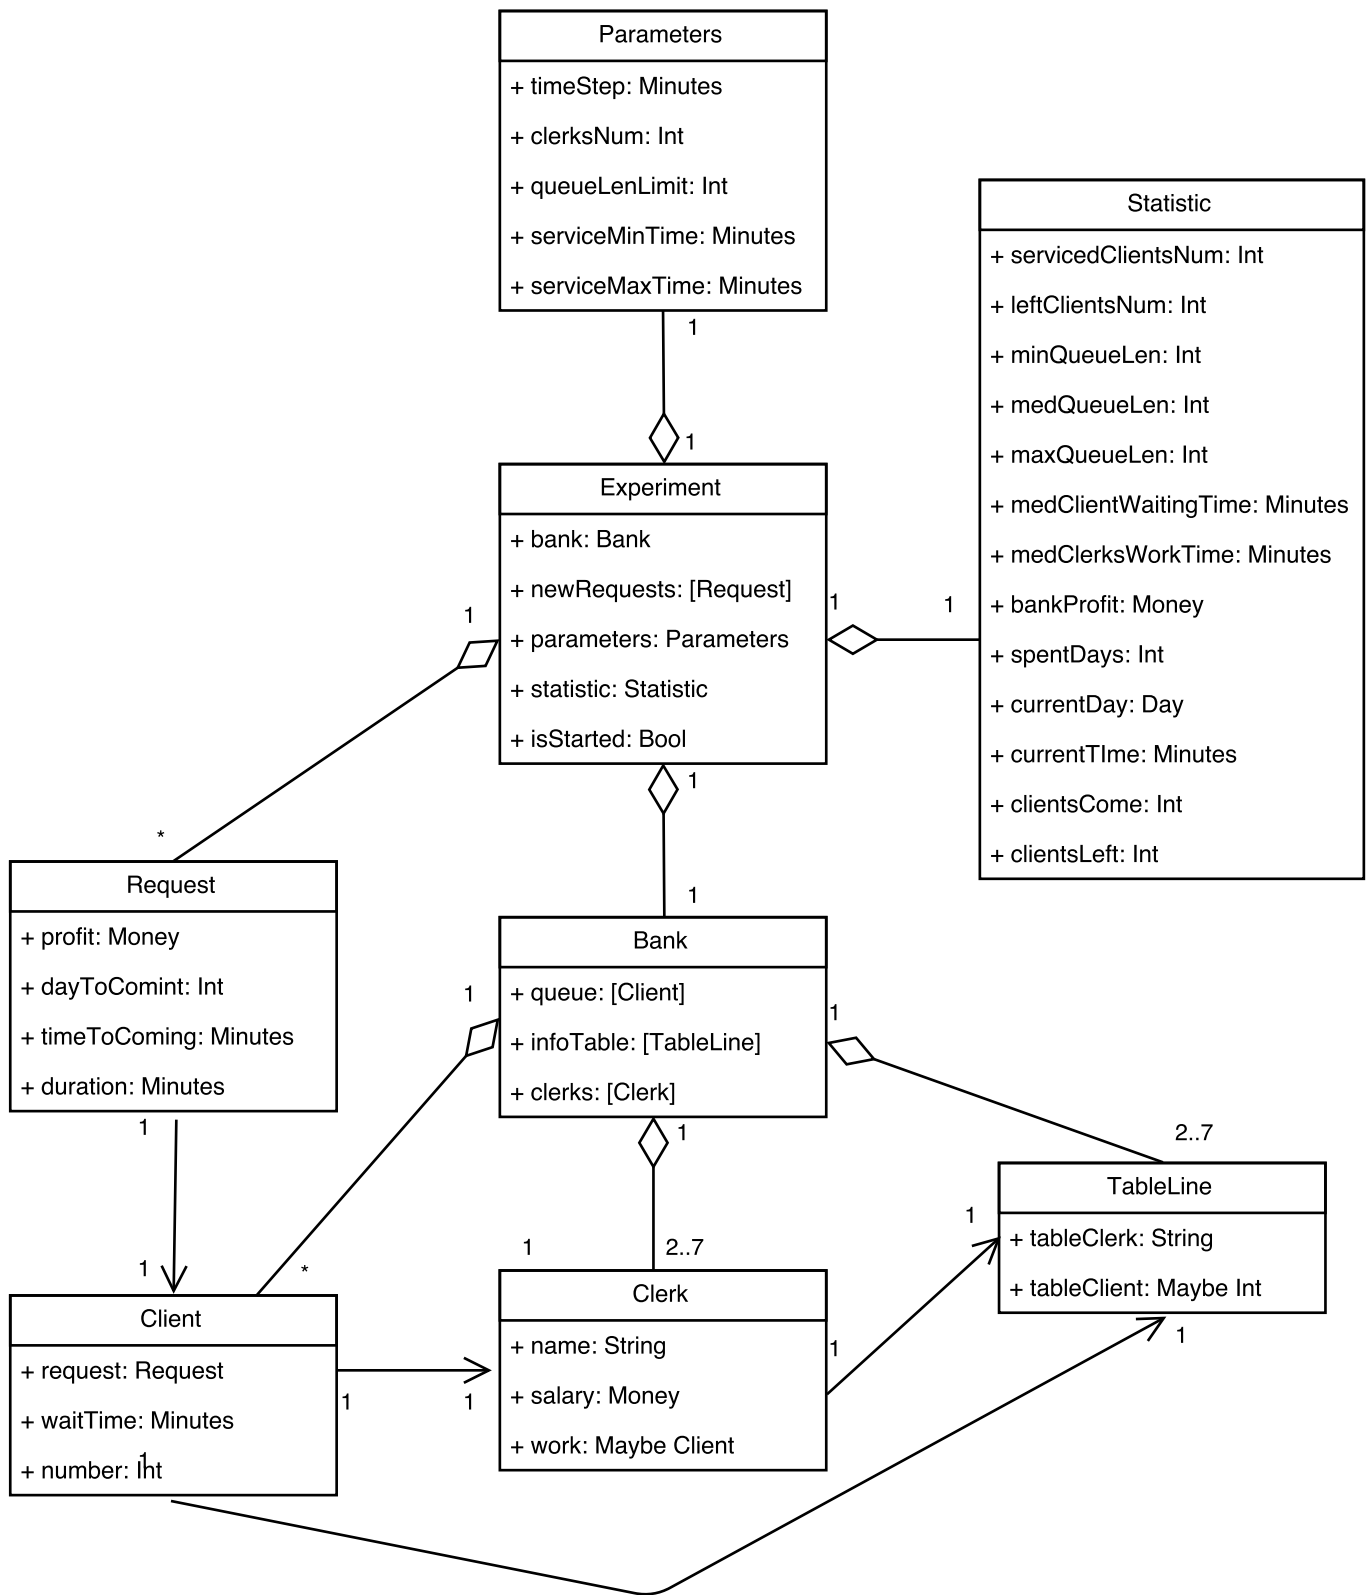 Parameters
+ timeStep: Minutes
+ clerksNum: Int
+ queueLenLimit: Int
+ serviceMinTime: Minutes
+ serviceMaxTime: Minutes
1
1
Statistic
+ servicedClientsNum: Int
+ leftClientsNum: Int
+ minQueueLen: Int
+ medQueueLen: Int
+ maxQueueLen: Int
+ medClientWaitingTime: Minutes
+ medClerksWorkTime: Minutes
+ bankProfit: Money
+ spentDays: Int
+ currentDay: Day
+ currentTIme: Minutes
+ clientsCome: Int
+ clientsLeft: Int
Experiment
+ bank: Bank
+ newRequests: [Request]
+ parameters: Parameters
+ statistic: Statistic
+ isStarted: Bool
1
1
1
*
1
1
Request
+ profit: Money
+ dayToComint: Int
+ timeToComing: Minutes
+ duration: Minutes
1
1
Bank
+ queue: [Client]
+ infoTable: [TableLine]
+ clerks: [Clerk]
1
1
1
*
1
2..7
2..7
TableLine
+ tableClerk: String
+ tableClient: Maybe Int
1
1
1
Client
+ request: Request
+ waitTime: Minutes
+ number: Int
1
1
1
Clerk
+ name: String
+ salary: Money
+ work: Maybe Client